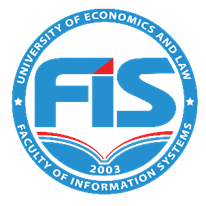 UNIVERSITY OF ECONOMICS AND LAW
FIS
2003
FACULTY OF INFORMATION SYSTEMS